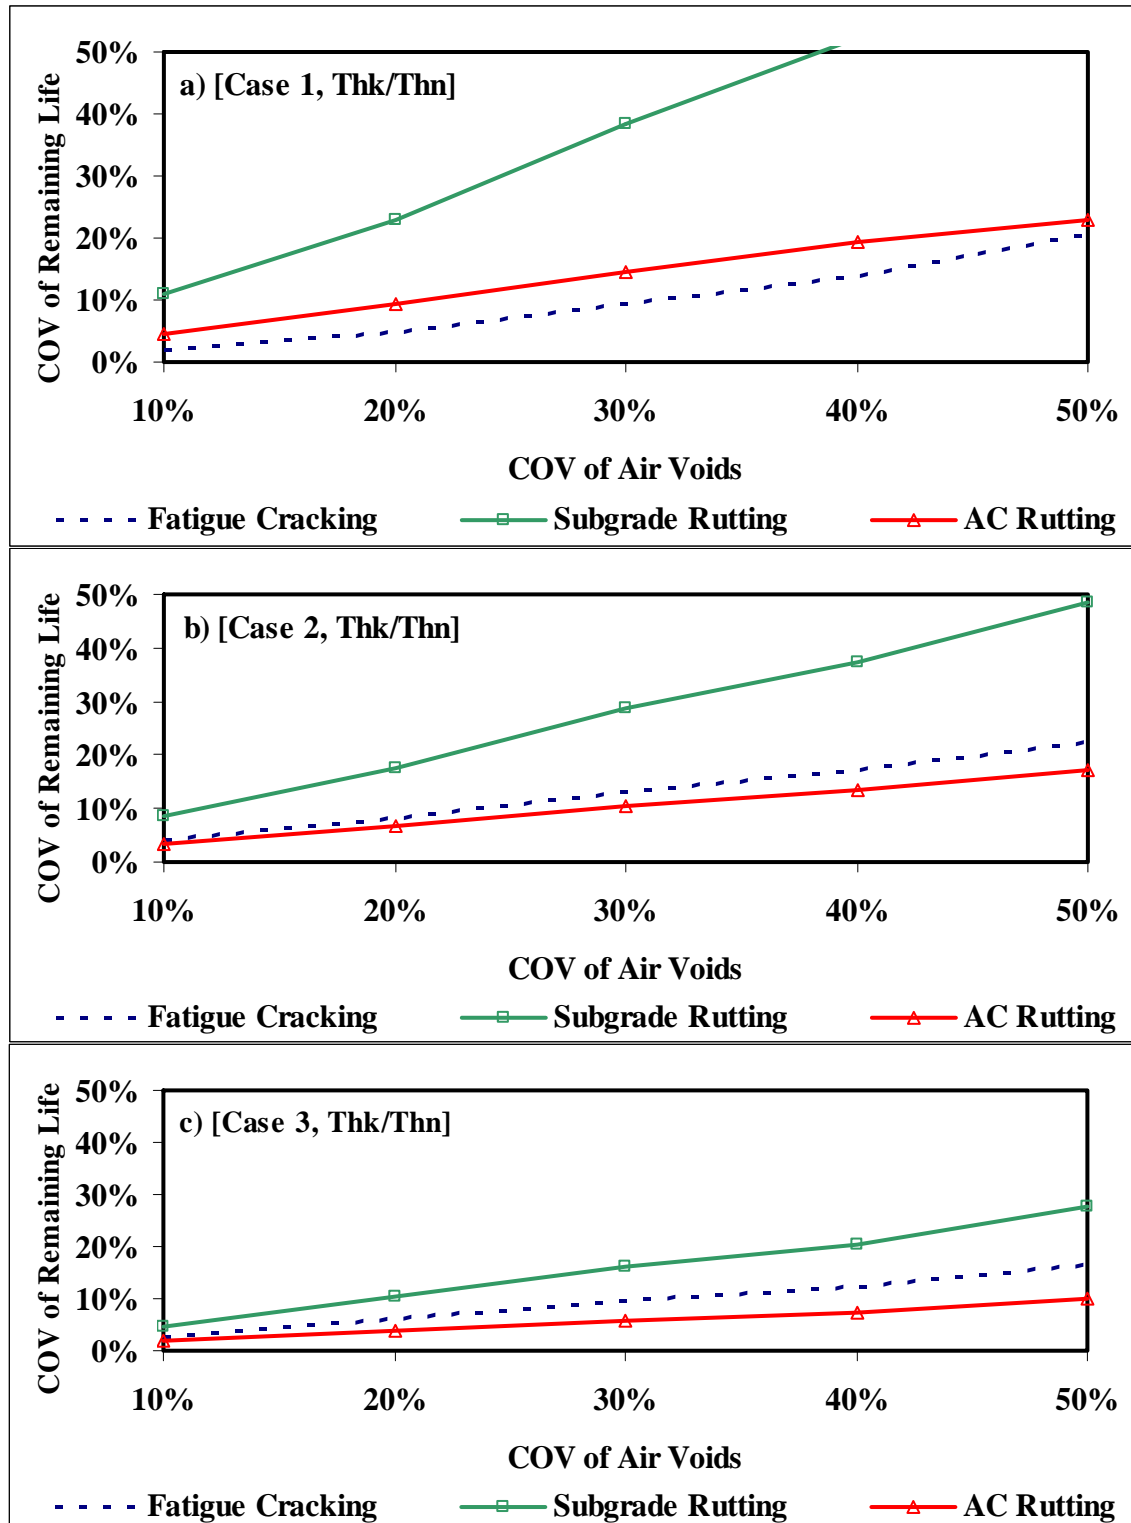 a) [Case 1, Thk/Thn]
COV of Remaining Life
50%
40%
30%
20%
10%
0%
10% 20% 30% 40% 50%
COV of Air Voids
Fatigue Cracking Subgrade Rutting AC Rutting
b) [Case 2, Thk/Thn]
COV of Remaining Life
50%
40%
30%
20%
10%
0%
10% 20% 30% 40% 50%
COV of Air Voids
Fatigue Cracking Subgrade Rutting AC Rutting
c) [Case 3, Thk/Thn]
COV of Remaining Life
50%
40%
30%
20%
10%
0%
10% 20% 30% 40% 50%
COV of Air Voids
Fatigue Cracking Subgrade Rutting AC Rutting